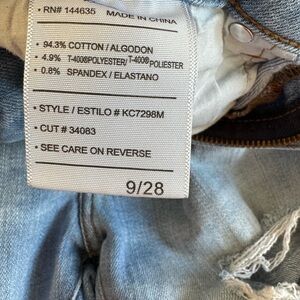 • RN# 144635 MADE IN CHINA
• 94.3% COTTON / ALGODON
• 4.9% T-400®POLYESTER/ T-400®POLIESTER
• 0.8% SPANDEX / ELASTANO
• STYLE / ESTILO # KC7298M
• CUT # 34083
• SEE CARE ON REVERSE
9/28